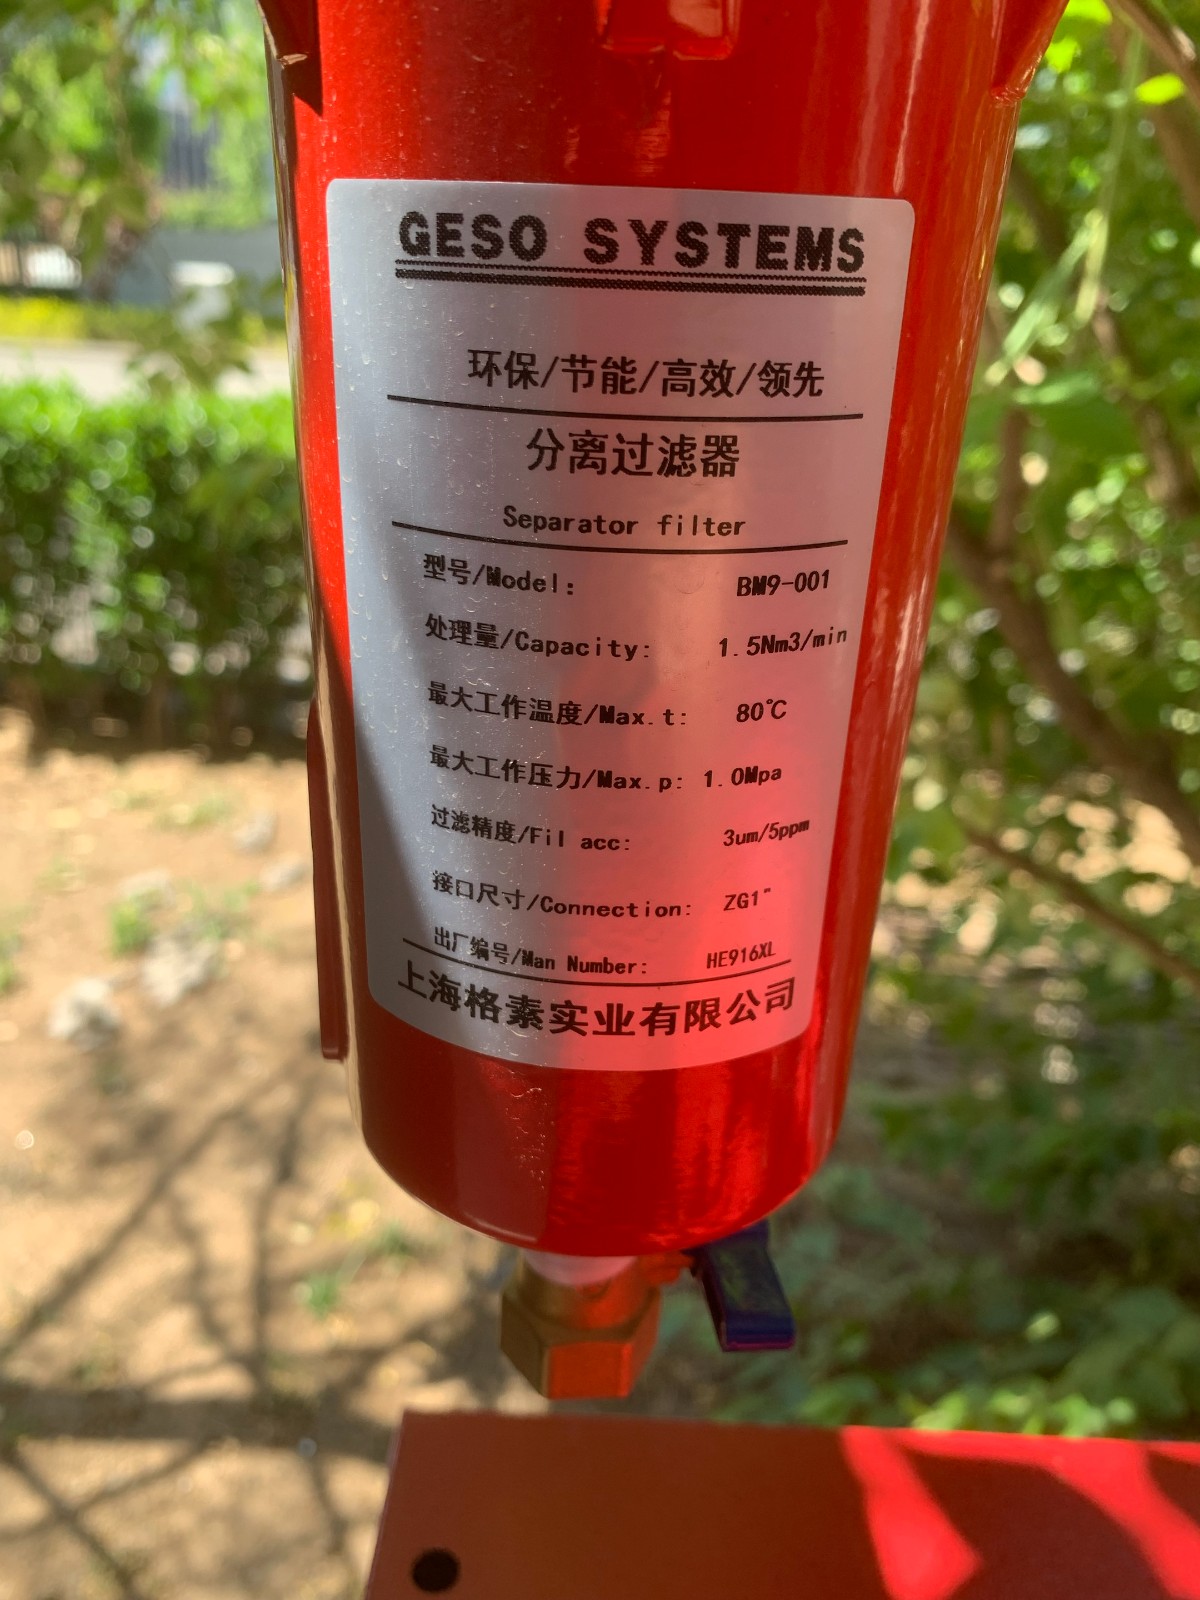 GESO SYSTEMS
环保/节能/高效/领先
分离过滤器
Separator filter
型号/Model: BM9-001
处理量/Capacity: 1.5Nm3/min
最大工作温度/Max.t: 80℃
最大工作压力/Max.p: 1.0Mpa
过滤精度/Fil acc: 3um/5ppm
接口尺寸/Connection: ZG1"
出厂编号/Man Number: HE916XL
上海格素实业有限公司